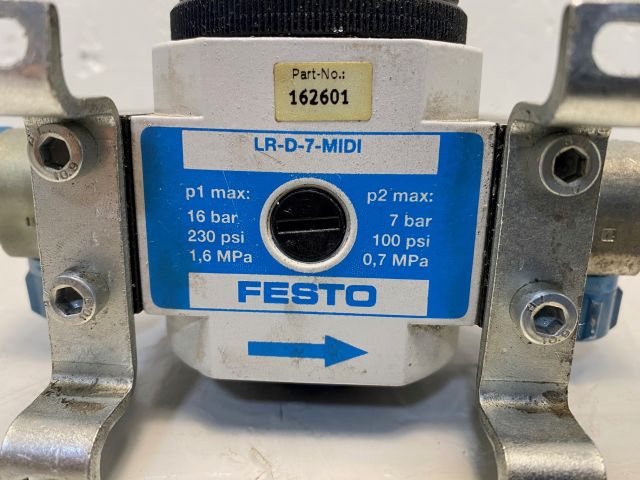 Part-No.:
162601
LR-D-7-MIDI
p1 max:
16 bar
230 psi
1,6 MPa
p2 max:
7 bar
100 psi
0,7 MPa
FESTO